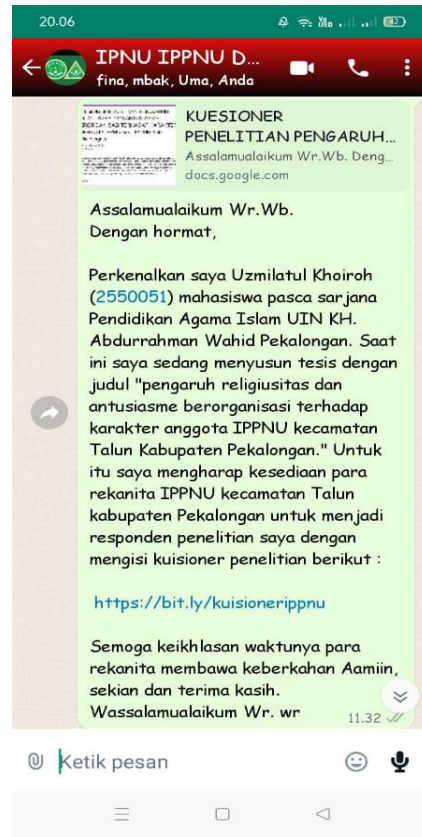 20.06
IPNU IPPNU D...
fina, mbak, Uma, Anda
KUESIONER
PENELITIAN PENGARUH...
Assalamualaikum Wr.Wb. Deng...
docs.google.com
Assalamualaikum Wr.Wb.
Dengan hormat,
Perkenalkan saya Uzmilatul Khoiroh
(2550051) mahasiswa pasca sarjana
Pendidikan Agama Islam UIN KH.
Abdurrahman Wahid Pekalongan. Saat
ini saya sedang menyusun tesis dengan
judul "pengaruh religiusitas dan
antusiasme berorganisasi terhadap
karakter anggota IPPNU kecamatan
Talun Kabupaten Pekalongan." Untuk
itu saya mengharap kesediaan para
rekanita IPPNU kecamatan Talun
kabupaten Pekalongan untuk menjadi
responden penelitian saya dengan
mengisi kuisioner penelitian berikut :
https://bit.ly/kuisionerippnu
Semoga keikhlasan waktunya para
rekanita membawa keberkahan Aamiin,
sekian dan terima kasih.
Wassalamualaikum Wr. wr
11.32
Ketik pesan